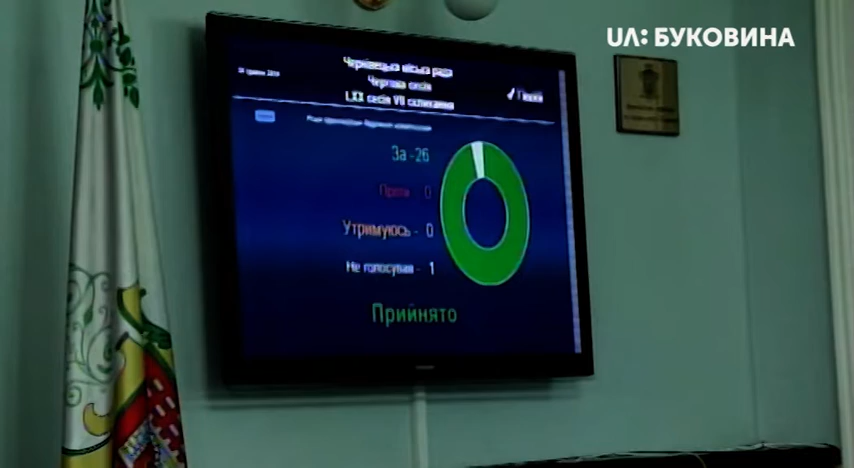 UA: БУКОВИНА
Чернівецька міська рада
Чергова сесія
LXX сесія VII скликання
За - 26
Проти - 0
Утримуюсь - 0
Не голосував - 1
Прийнято